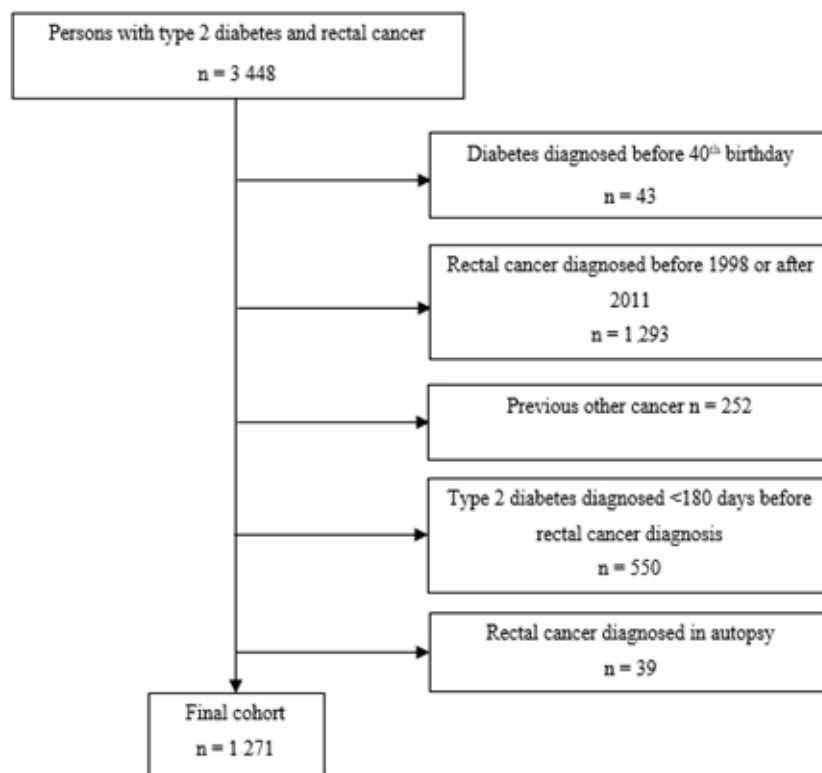 Persons with type 2 diabetes and rectal cancer
n = 3 448
Diabetes diagnosed before 40th birthday
n = 43
Rectal cancer diagnosed before 1998 or after
2011
n = 1 293
Previous other cancer n = 252
Type 2 diabetes diagnosed <180 days before
rectal cancer diagnosis
n = 550
Rectal cancer diagnosed in autopsy
n = 39
Final cohort
n = 1 271